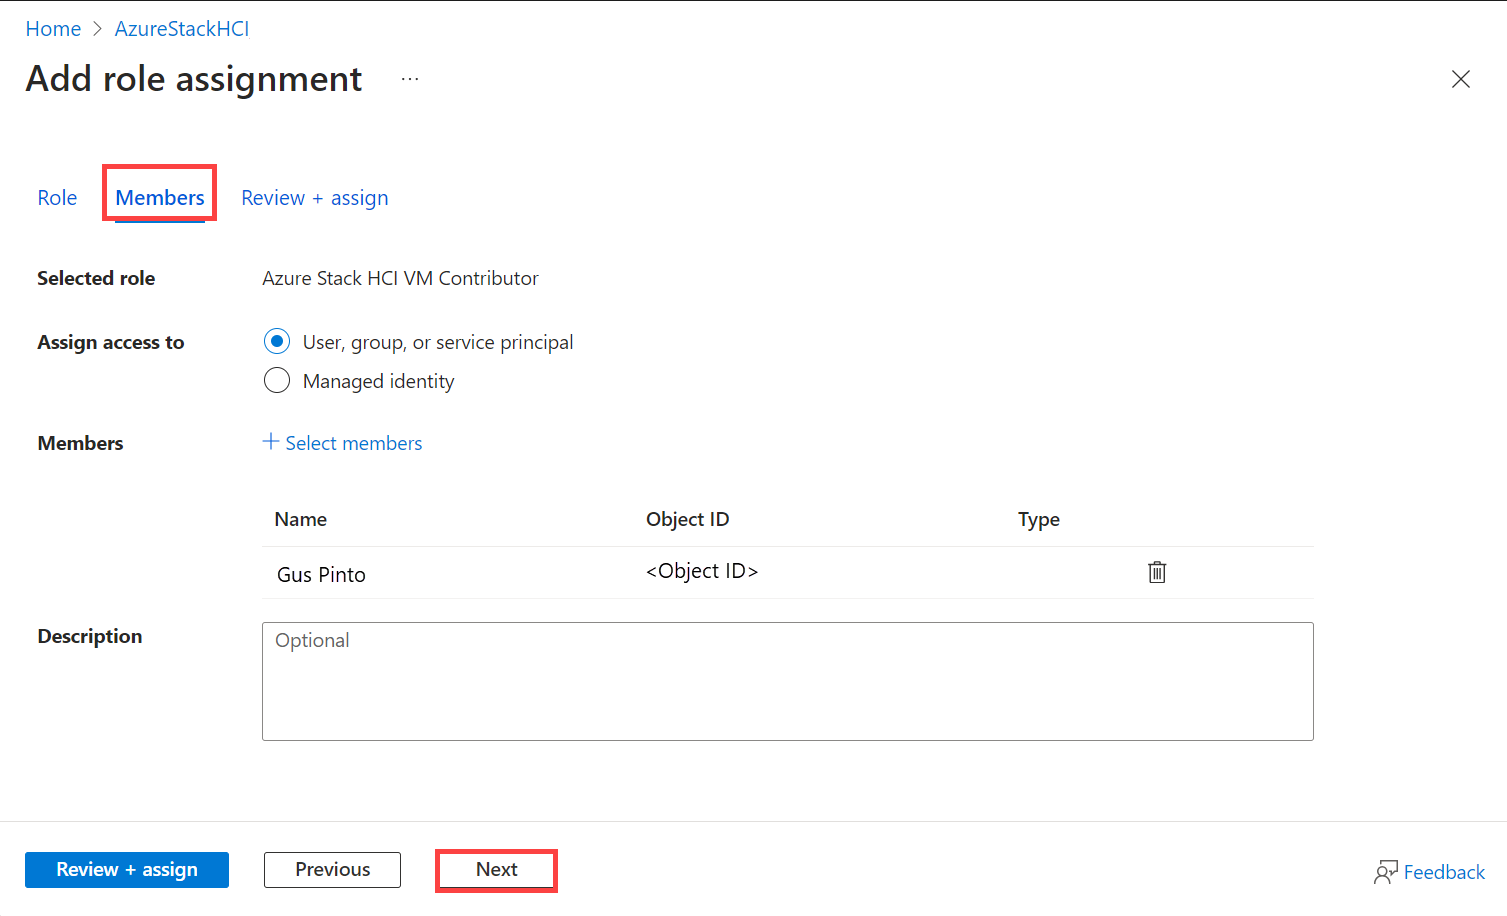 Home > AzureStackHCI
Add role assignment ...
Role Members Review + assign
Selected role Azure Stack HCI VM Contributor
Assign access to User, group, or service principal
Managed identity
Members + Select members
Name Object ID Type
Gus Pinto <Object ID>
Description Optional
Review + assign Previous Next Feedback